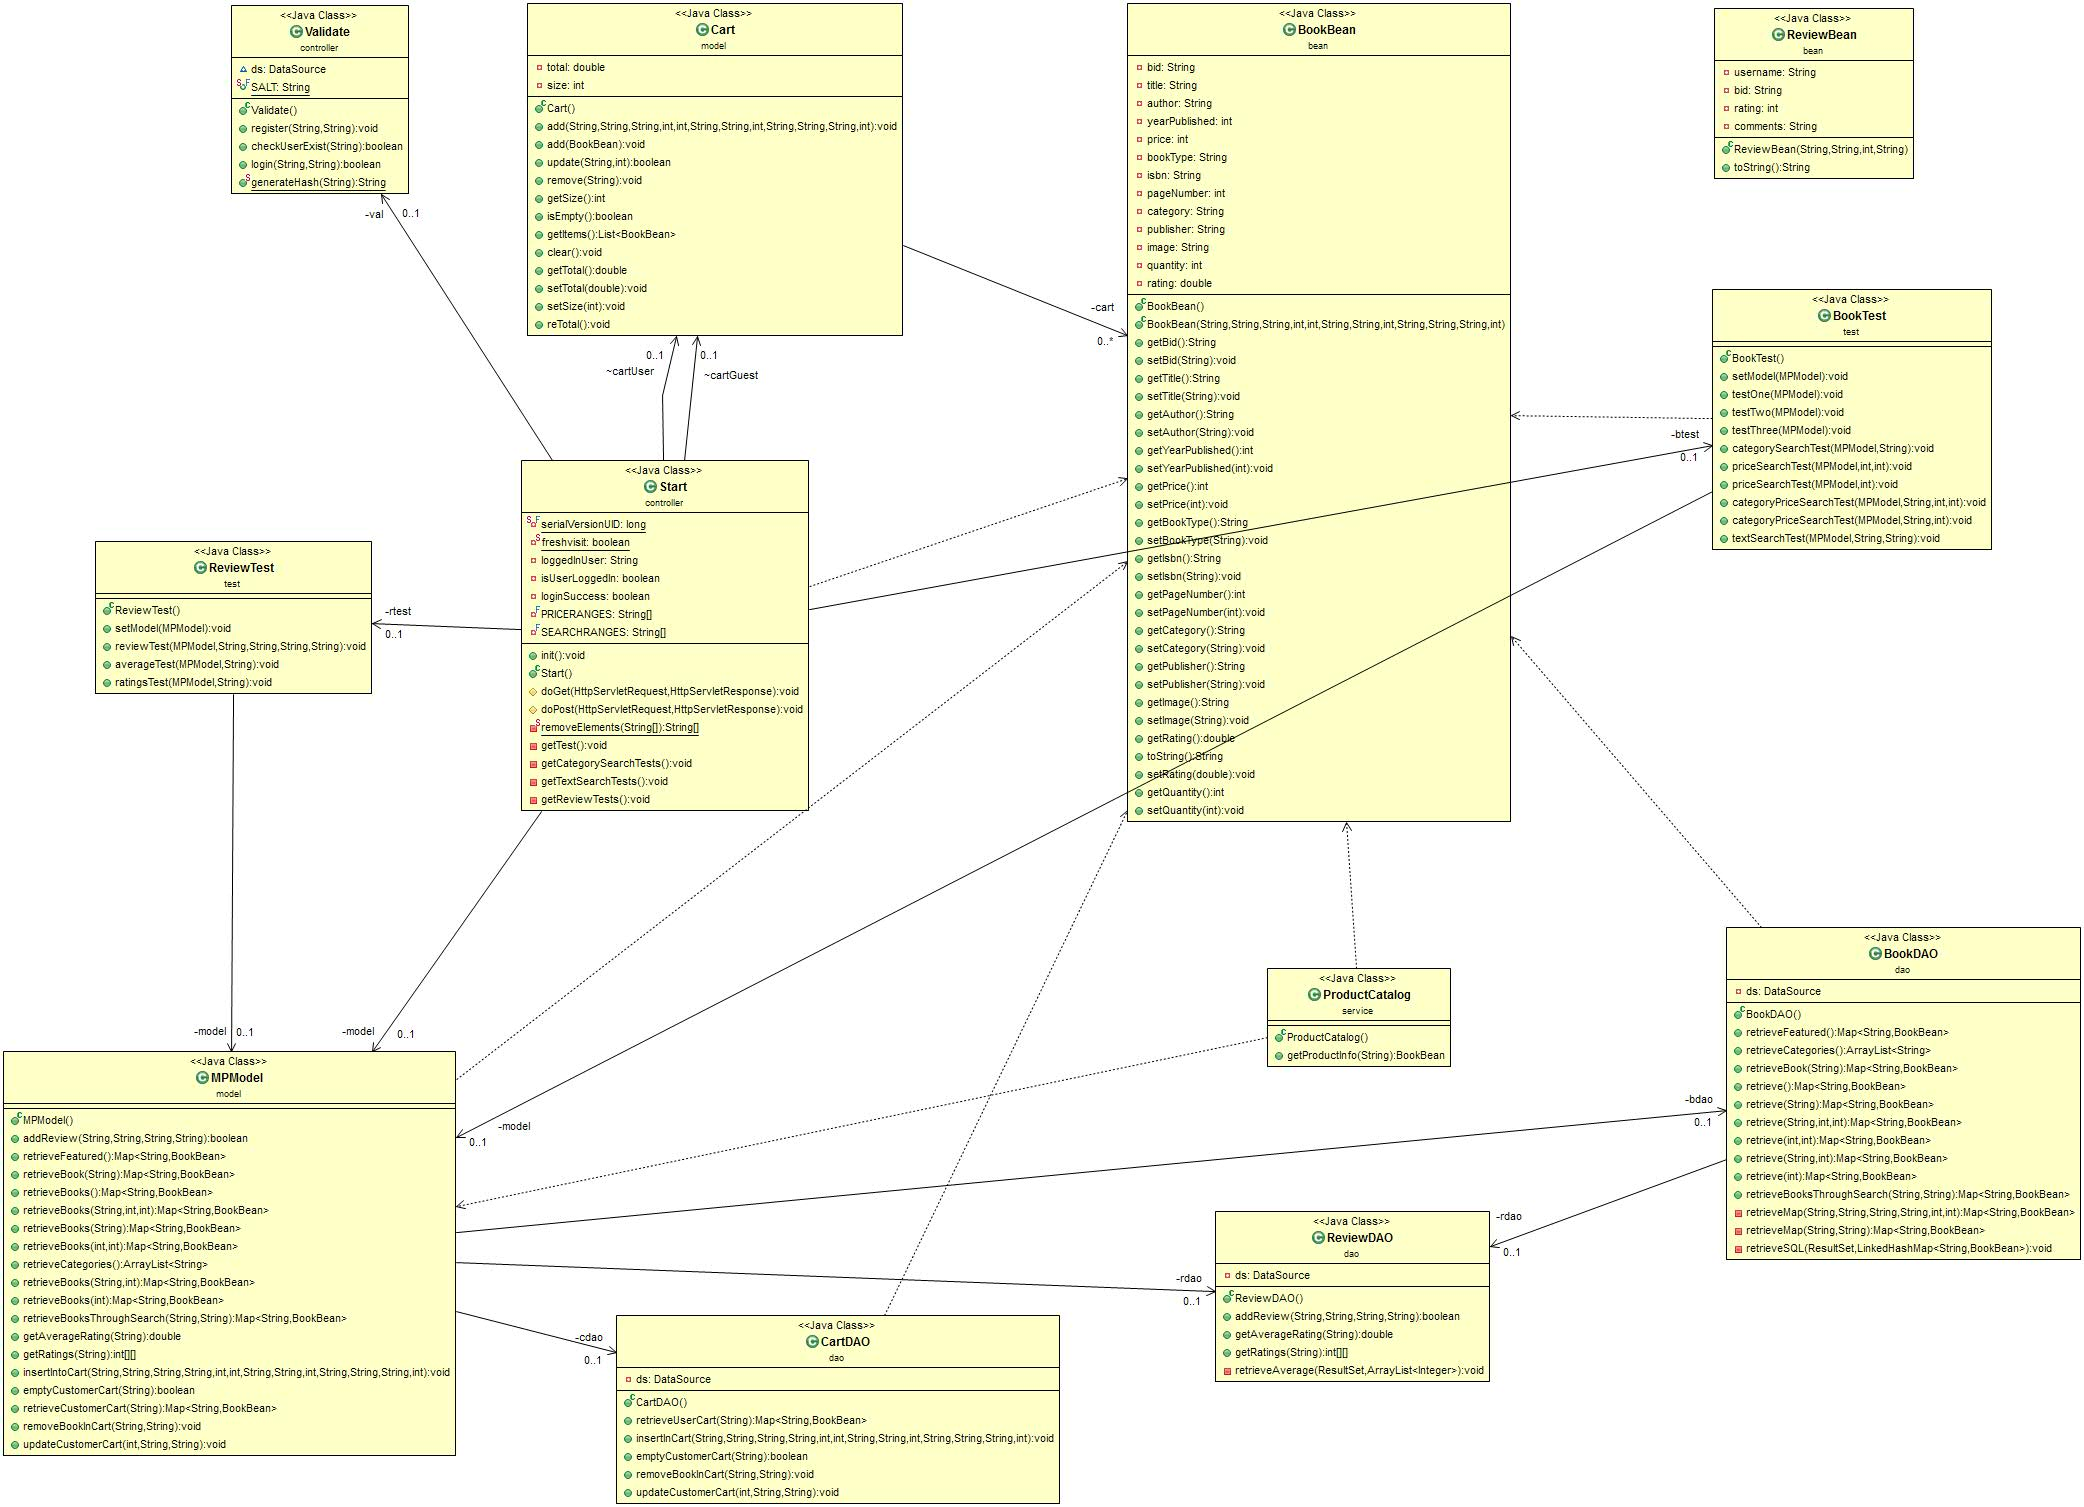 <<Java Class>>
Validate
controller
ds: DataSource
SALT: String
Validate()
register(String,String):void
checkUserExist(String):boolean
login(String,String):boolean
generateHash(String):String
-val
0..1
<<Java Class>>
Cart
model
total: double
size: int
Cart()
add(String,String,String,int,int,String,String,int,String,String,String,int):void
add(BookBean):void
update(String,int):boolean
remove(String):void
getSize():int
isEmpty():boolean
getItems():List<BookBean>
clear():void
getTotal():double
setTotal(double):void
setSize(int):void
reTotal():void
0..1
~cartUser
0..1
~cartGuest
-cart
0..*
<<Java Class>>
BookBean
bean
bid: String
title: String
author: String
yearPublished: int
price: int
bookType: String
isbn: String
pageNumber: int
category: String
publisher: String
image: String
quantity: int
rating: double
BookBean()
BookBean(String,String,String,int,int,String,String,int,String,String,String,int)
getBid():String
setBid(String):void
getTitle():String
setTitle(String):void
getAuthor():String
setAuthor(String):void
getYearPublished():int
setYearPublished(int):void
getPrice():int
setPrice(int):void
getBookType():String
setBookType(String):void
getIsbn():String
setIsbn(String):void
getPageNumber():int
setPageNumber(int):void
getCategory():String
setCategory(String):void
getPublisher():String
setPublisher(String):void
getImage():String
setImage(String):void
getRating():double
toString():String
setRating(double):void
getQuantity():int
setQuantity(int):void
<<Java Class>>
ReviewBean
bean
username: String
bid: String
rating: int
comments: String
ReviewBean(String,String,int,String)
toString():String
<<Java Class>>
BookTest
test
BookTest()
setModel(MPModel):void
testOne(MPModel):void
testTwo(MPModel):void
testThree(MPModel):void
categorySearchTest(MPModel,String):void
priceSearchTest(MPModel,int,int):void
priceSearchTest(MPModel,int):void
categoryPriceSearchTest(MPModel,String,int,int):void
categoryPriceSearchTest(MPModel,String,int):void
textSearchTest(MPModel,String,String):void
-btest
0..1
<<Java Class>>
Start
controller
serialVersionUID: long
freshvisit: boolean
loggedInUser: String
isUserLoggedIn: boolean
loginSuccess: boolean
PRICERANGES: String[]
SEARCHRANGES: String[]
init():void
Start()
doGet(HttpServletRequest,HttpServletResponse):void
doPost(HttpServletRequest,HttpServletResponse):void
removeElements(String[]):String[]
getTest():void
getCategorySearchTests():void
getTextSearchTests():void
getReviewTests():void
<<Java Class>>
ReviewTest
test
ReviewTest()
setModel(MPModel):void
reviewTest(MPModel,String,String,String,String):void
averageTest(MPModel,String):void
ratingsTest(MPModel,String):void
-rtest
0..1
-model
0..1
-model
0..1
<<Java Class>>
MPModel
model
MPModel()
addReview(String,String,String,String):boolean
retrieveFeatured():Map<String,BookBean>
retrieveBook(String):Map<String,BookBean>
retrieveBooks():Map<String,BookBean>
retrieveBooks(String,int,int):Map<String,BookBean>
retrieveBooks(String):Map<String,BookBean>
retrieveBooks(int,int):Map<String,BookBean>
retrieveCategories():ArrayList<String>
retrieveBooks(String,int):Map<String,BookBean>
retrieveBooks(int):Map<String,BookBean>
retrieveBooksThroughSearch(String,String):Map<String,BookBean>
getAverageRating(String):double
getRatings(String):int[][]
insertIntoCart(String,String,String,String,int,int,String,String,int,String,String,String,int):void
emptyCustomerCart(String):boolean
retrieveCustomerCart(String):Map<String,BookBean>
removeBookInCart(String,String):void
updateCustomerCart(int,String,String):void
-model
0..1
<<Java Class>>
ProductCatalog
service
ProductCatalog()
getProductInfo(String):BookBean
<<Java Class>>
BookDAO
dao
ds: DataSource
BookDAO()
retrieveFeatured():Map<String,BookBean>
retrieveCategories():ArrayList<String>
retrieveBook(String):Map<String,BookBean>
retrieve():Map<String,BookBean>
retrieve(String):Map<String,BookBean>
retrieve(String,int,int):Map<String,BookBean>
retrieve(int,int):Map<String,BookBean>
retrieve(String,int):Map<String,BookBean>
retrieve(int):Map<String,BookBean>
retrieveBooksThroughSearch(String,String):Map<String,BookBean>
retrieveMap(String,String,String,String,int,int):Map<String,BookBean>
retrieveMap(String,String):Map<String,BookBean>
retrieveSQL(ResultSet,LinkedHashMap<String,BookBean>):void
-bdao
0..1
-rdao
0..1
<<Java Class>>
ReviewDAO
dao
ds: DataSource
ReviewDAO()
addReview(String,String,String,String):boolean
getAverageRating(String):double
getRatings(String):int[][]
retrieveAverage(ResultSet,ArrayList<Integer>):void
-rdao
0..1
-cdao
0..1
<<Java Class>>
CartDAO
dao
ds: DataSource
CartDAO()
retrieveUserCart(String):Map<String,BookBean>
insertInCart(String,String,String,String,int,int,String,String,int,String,String,String,int):void
emptyCustomerCart(String):boolean
removeBookInCart(String,String):void
updateCustomerCart(int,String,String):void